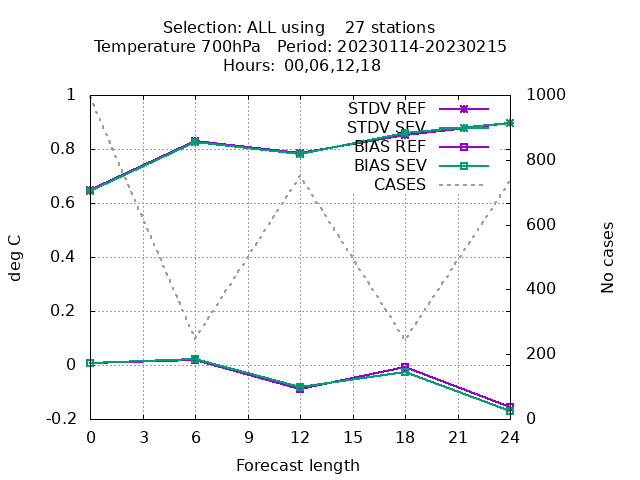 Selection: ALL using    27 stations
Temperature 700hPa   Period: 20230114-20230215
Hours: 00,06,12,18
1
0.8
0.6
0.4
0.2
0
-0.2
deg C
STDV REF
STDV SEV
BIAS REF
BIAS SEV
CASES
1000
800
600
400
200
0
No cases
0 3 6 9 12 15 18 21 24
Forecast length